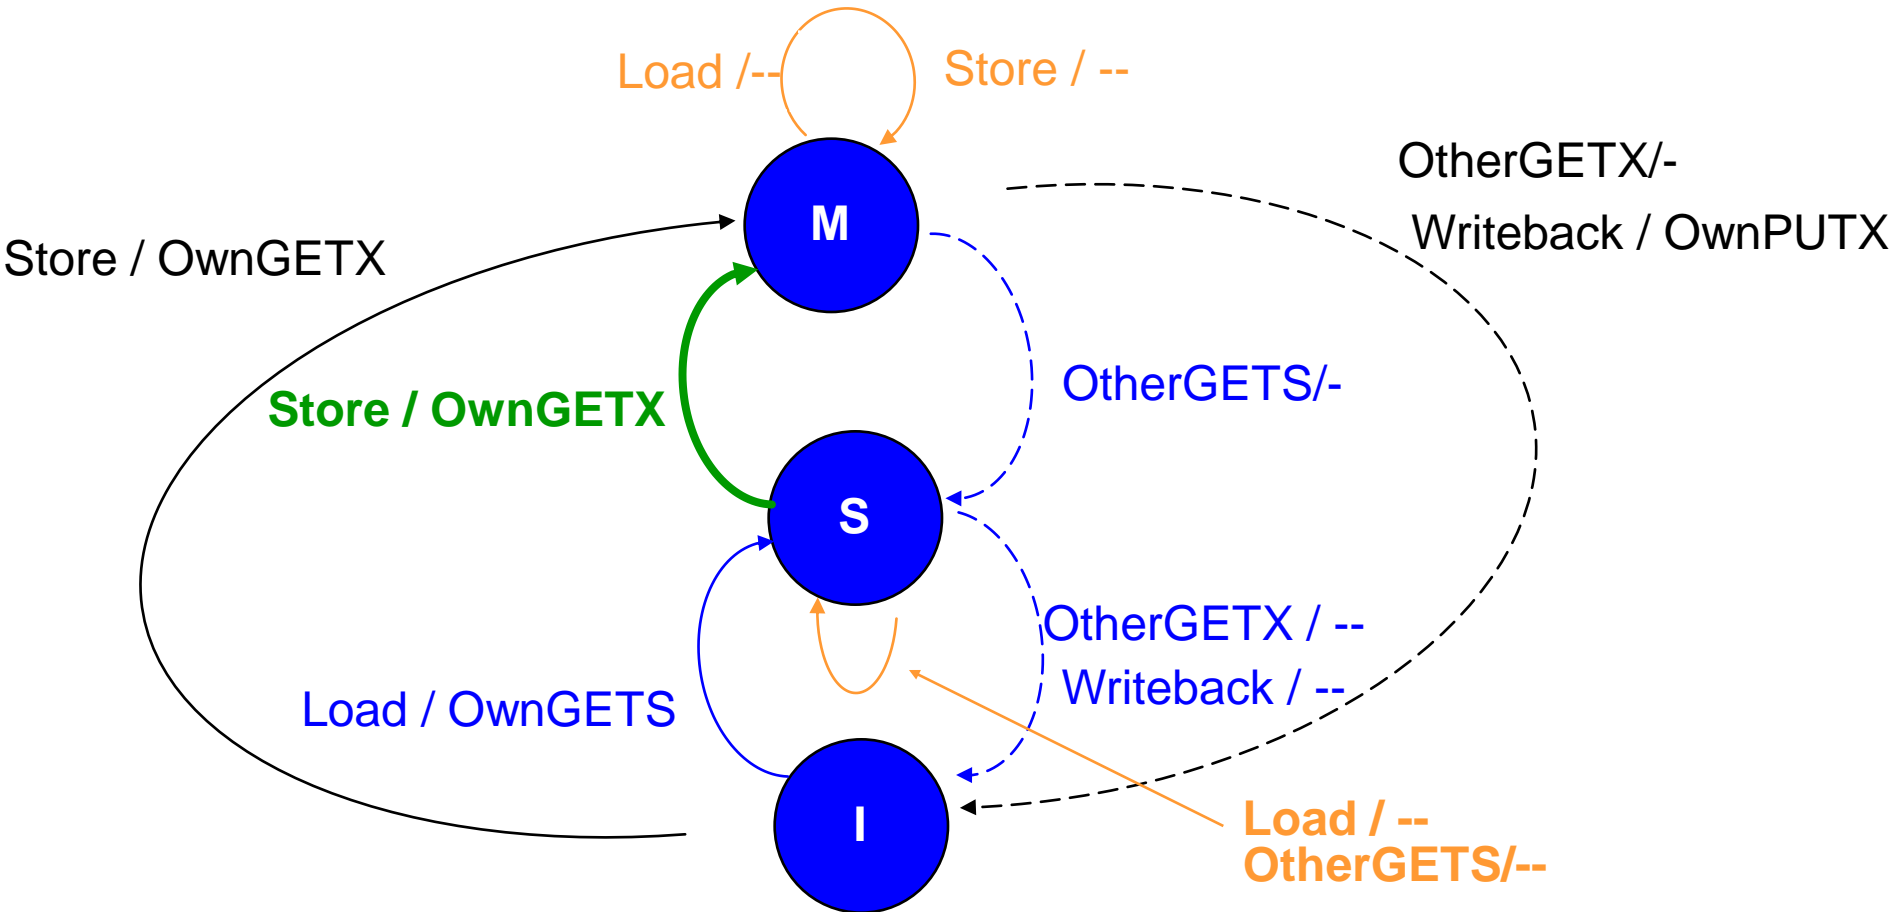 Load /--
Store / --
OtherGETX/-
Writeback / OwnPUTX
M
Store / OwnGETX
OtherGETS/-
Store / OwnGETX
S
OtherGETX / --
Writeback / --
Load / OwnGETS
I
Load / --
OtherGETS/--